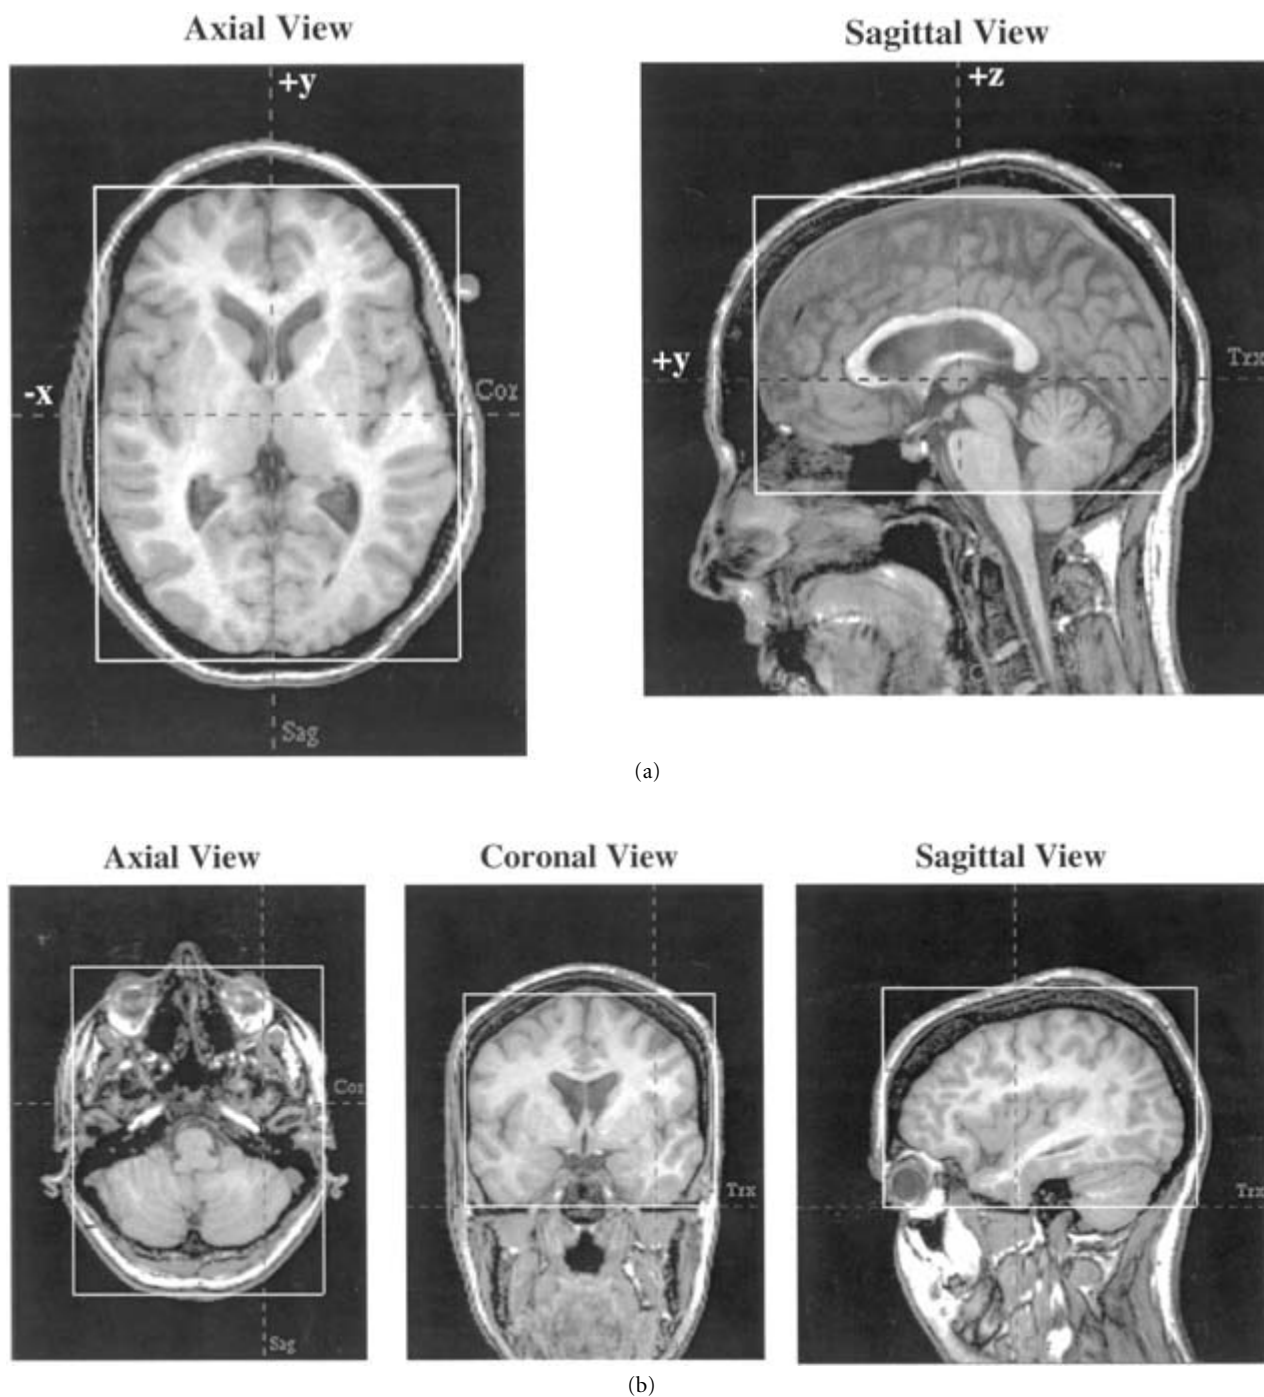 Axial View
Sagittal View
+y
+z
-x
Cor
+y
Trx
Sag
(a)
Axial View
Coronal View
Sagittal View
Cor
Trx
Trx
Sag
(b)